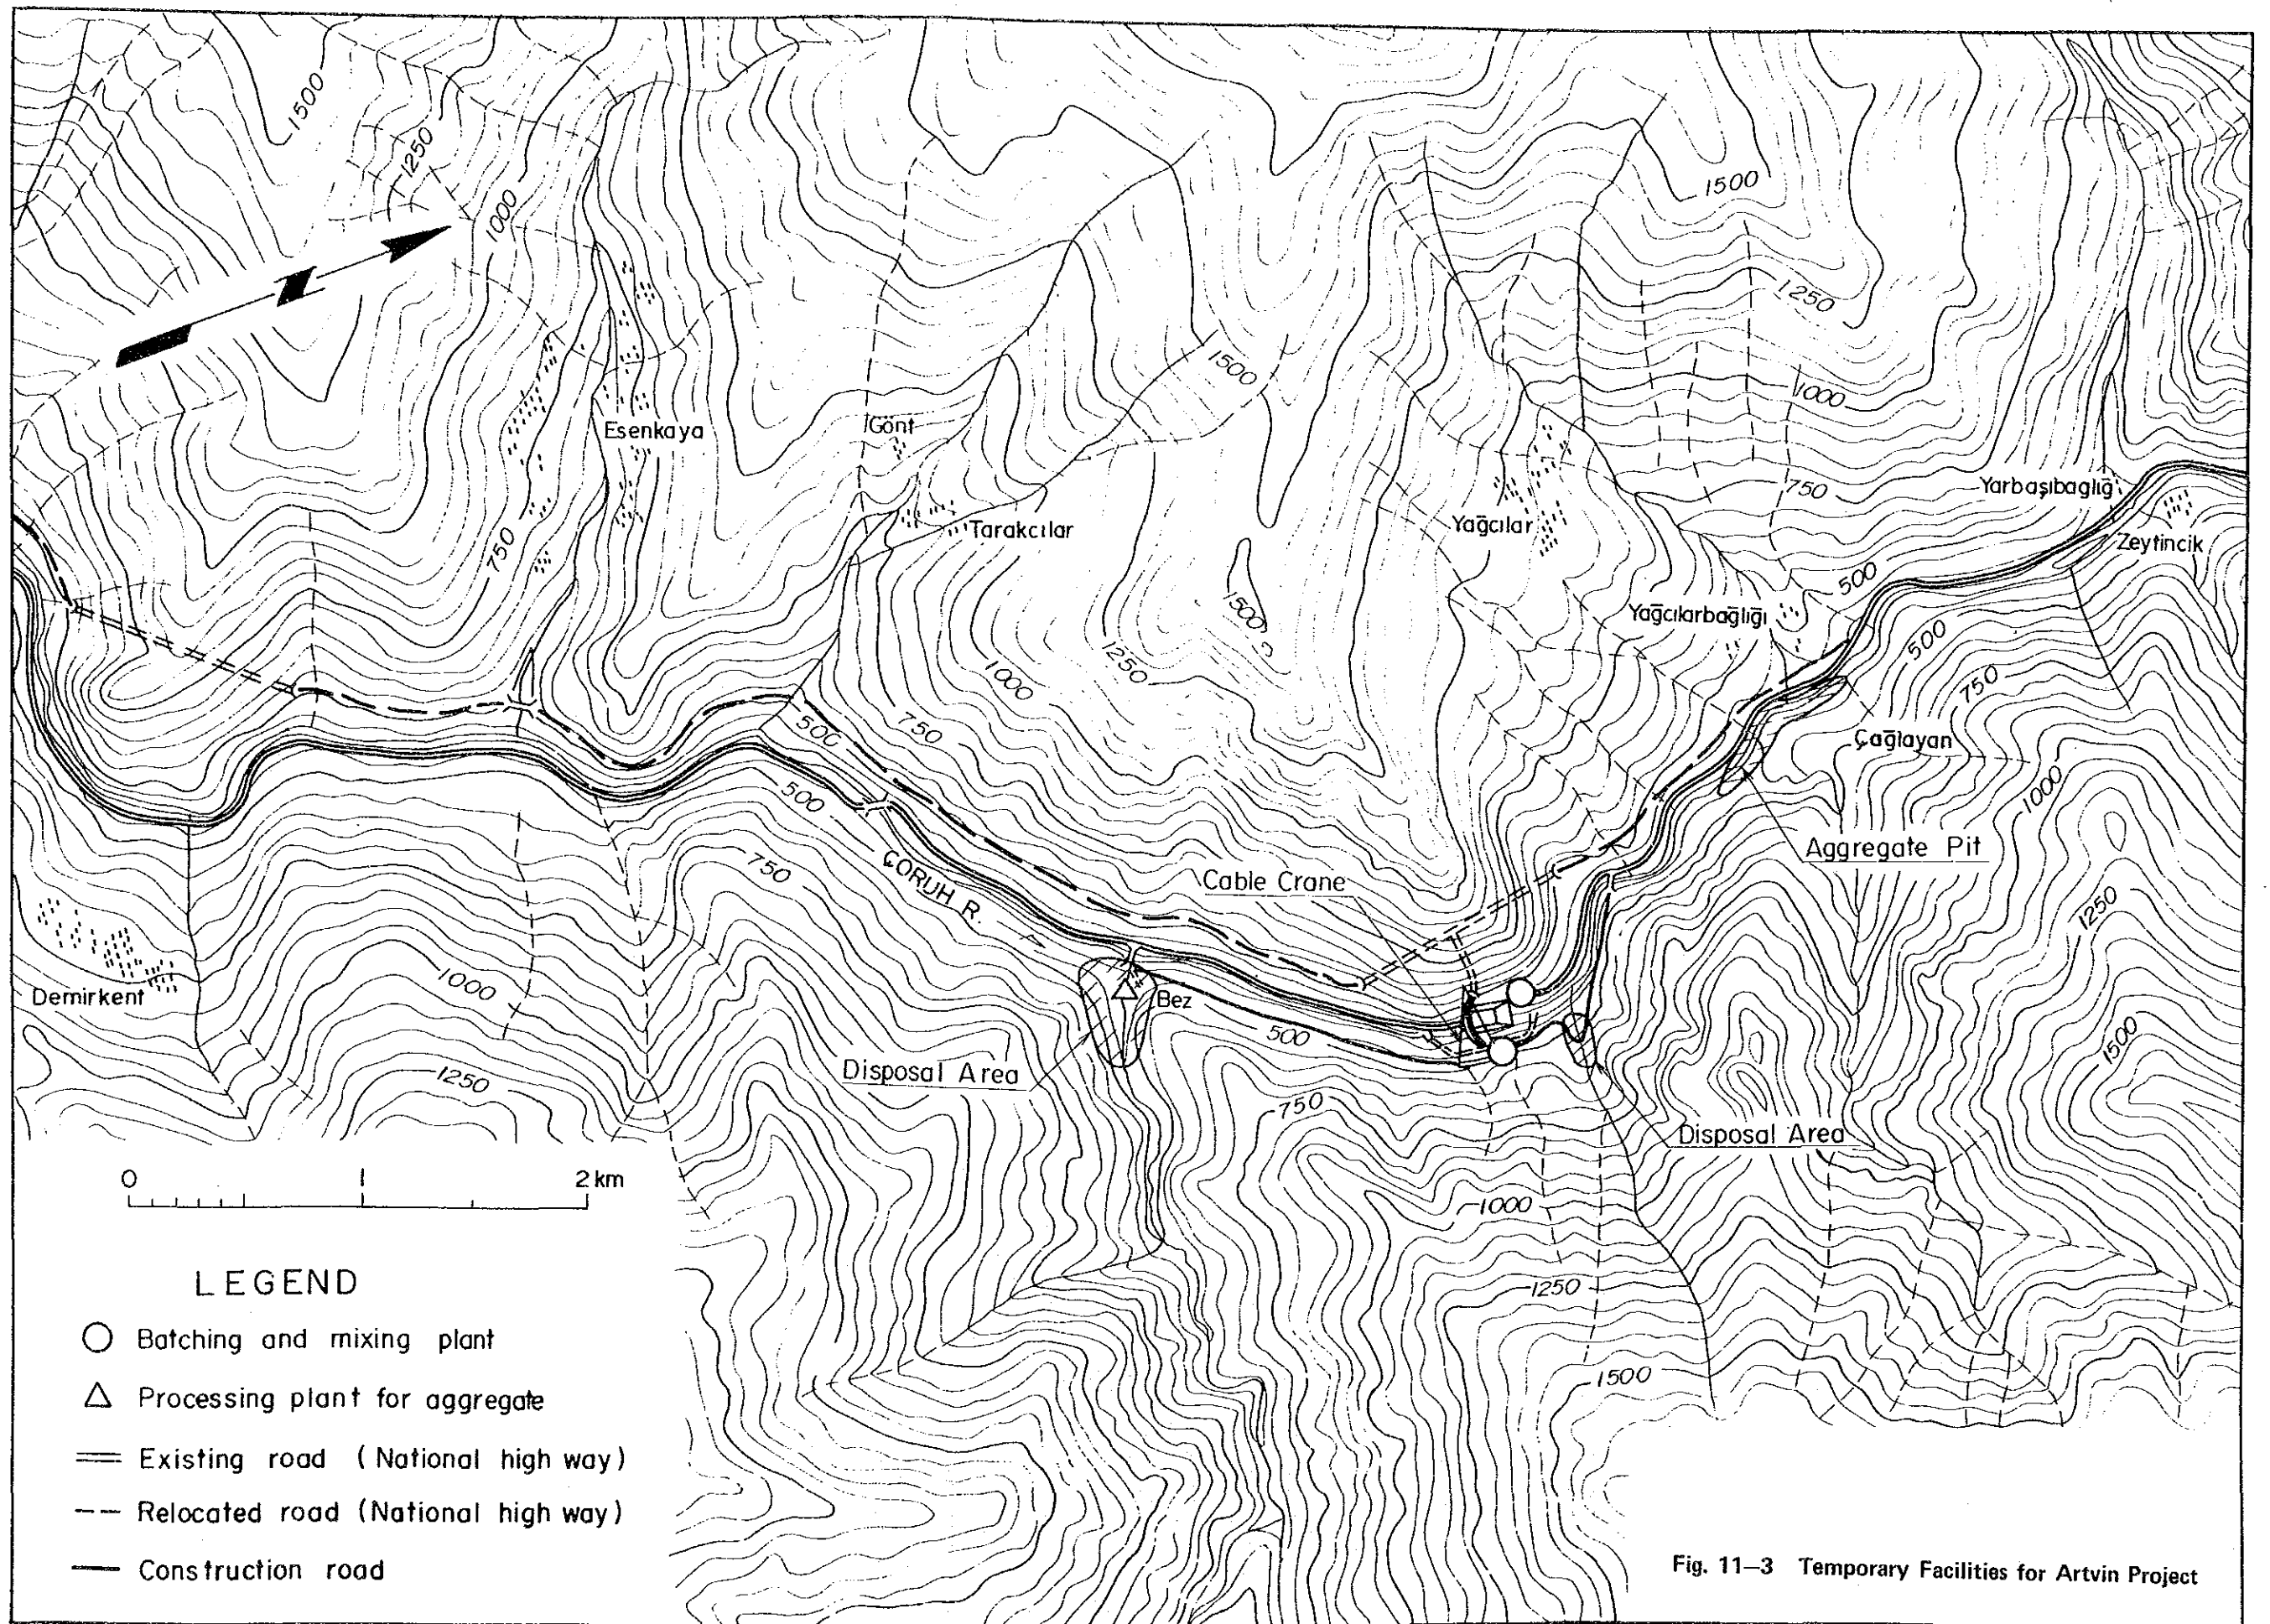 1500
1250
1000
1500
1250
1000
1500
Esenkaya
Gönt
Yarbaşıbaglığ
750
Tarakcılar
Yağcılar
Zeytincik
750
500
1500
Yağcılarbağlığı
500
1250
1000
750
500
750
Çağlayan
500
1000
750
Aggregate Pit
ÇORUH R.
Cable Crane
1250
Demirkent
1000
Bez
500
Disposal Area
1250
1500
750
Disposal Area
0 1 2 km
1000
1250
1500
LEGEND
Batching and mixing plant
Processing plant for aggregate
Existing road (National high way)
Relocated road (National high way)
Construction road
Fig. 11–3 Temporary Facilities for Artvin Project